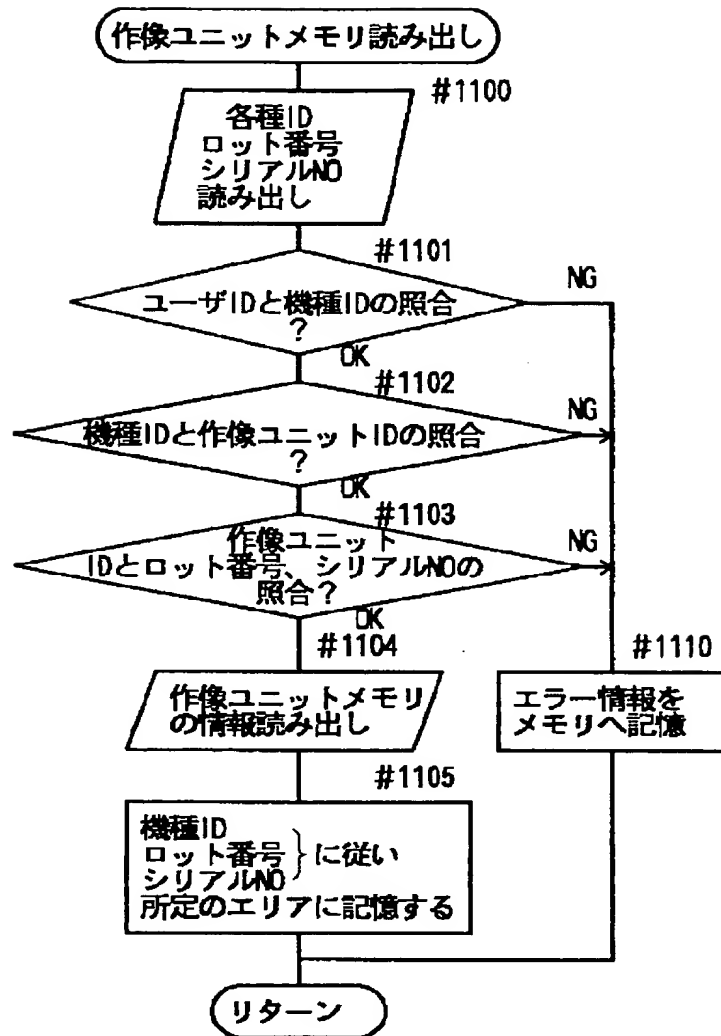 作像ユニットメモリ読み出し
#1100
各種ID
ロット番号
シリアルNO
読み出し
#1101
ユーザIDと機種IDの照合
?
NG
OK
#1102
機種IDと作像ユニットIDの照合
?
NG
OK
#1103
作像ユニット
IDとロット番号、シリアルNOの
照合?
NG
OK
#1104
作像ユニットメモリ
の情報読み出し
#1110
エラー情報を
メモリへ記憶
#1105
機種ID
ロット番号
シリアルNO
に従い
所定のエリアに記憶する
リターン